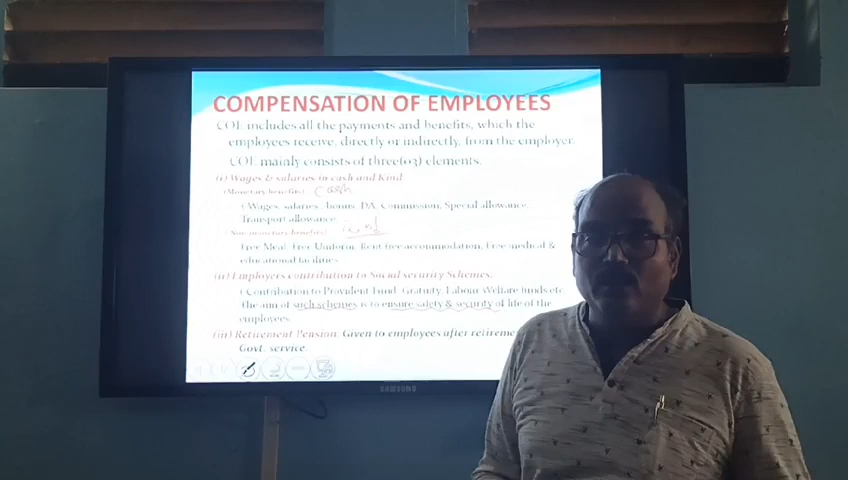 COMPENSATION OF EMPLOYEES
COE includes all the payments and benefits, which the
employees receive, directly or indirectly, from the employer.
COE mainly consists of three(03) elements.
(i) Wages & salaries in cash and Kind
(Monetary benefits) Cash
(Wages, salaries, bonus, DA, Commission, Special allowance,
Transport allowance
(Non-monetary benefits) Kind
Free Meal, Free Uniform, Rent free accommodation, Free medical &
educational facilities
(ii) Employers contribution to Social security Schemes.
(Contribution to Provident Fund, Gratuity, Labour Welfare funds etc
The aim of such schemes is to ensure safety & security of life of the
employees.
(iii) Retirement Pension: Given to employees after
Govt. service.
SAMSUNG